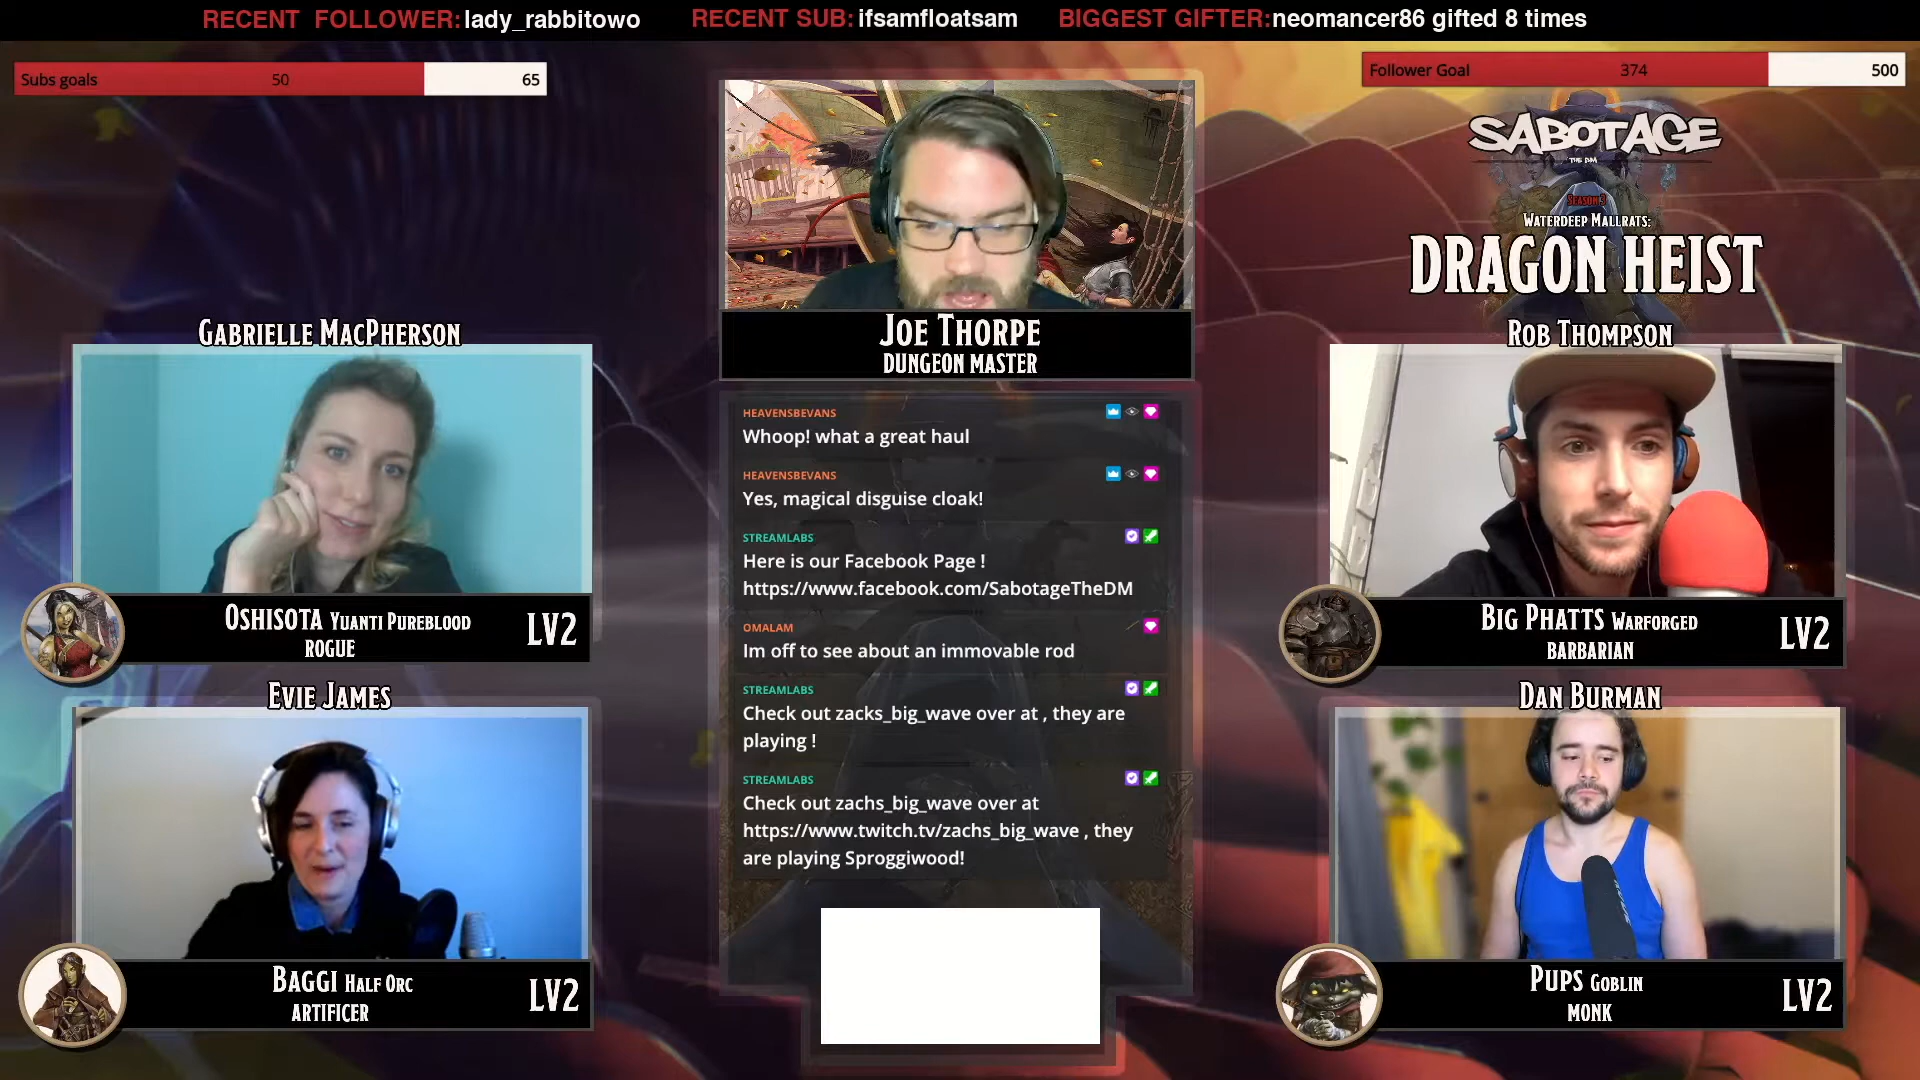 RECENT FOLLOWER: lady_rabbitowo RECENT SUB: ifsamfloatsam BIGGEST GIFTER: neomancer86 gifted 8 times
Subs goals 50 65
Follower Goal 374 500
SABOTAGE
THE DM
SEASON
WATERDEEP MALLRATS:
DRAGON HEIST
JOE THORPE
DUNGEON MASTER
GABRIELLE MACPHERSON
OSHISOTA YUANTI PUREBLOOD
ROGUE
LV2
EVIE JAMES
BAGGI HALF ORC
ARTIFICER
LV2
HEAVENSBEVANS
Whoop! what a great haul
HEAVENSBEVANS
Yes, magical disguise cloak!
STREAMLABS
Here is our Facebook Page !
https://www.facebook.com/SabotageTheDM
OMALAM
Im off to see about an immovable rod
STREAMLABS
Check out zacks_big_wave over at , they are
playing !
STREAMLABS
Check out zachs_big_wave over at
https://www.twitch.tv/zachs_big_wave , they
are playing Sproggiwood!
ROB THOMPSON
BIG PHATTS WARFORGED
BARBARIAN
LV2
DAN BURMAN
PUPS GOBLIN
MONK
LV2